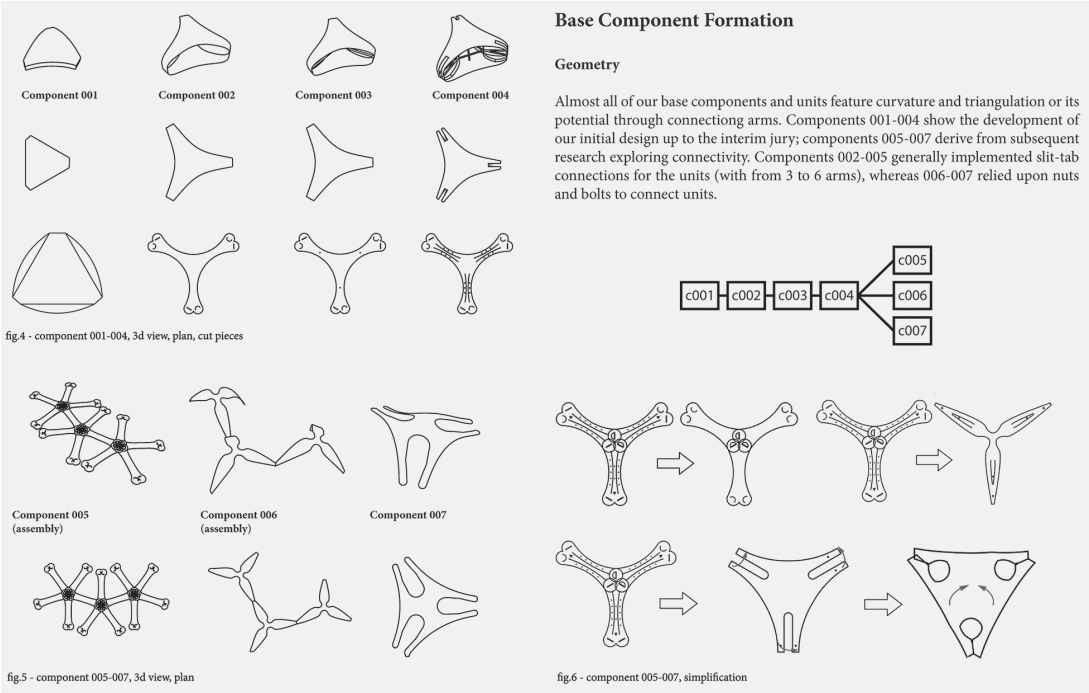 Component 001
Component 002
Component 003
Component 004
fig.4 - component 001-004, 3d view, plan, cut pieces
Component 005
(assembly)
Component 006
(assembly)
Component 007
fig.5 - component 005-007, 3d view, plan
Base Component Formation
Geometry
Almost all of our base components and units feature curvature and triangulation or its
potential through connectiong arms. Components 001-004 show the development of
our initial design up to the interim jury; components 005-007 derive from subsequent
research exploring connectivity. Components 002-005 generally implemented slit-tab
connections for the units (with from 3 to 6 arms), whereas 006-007 relied upon nuts
and bolts to connect units.
c001
c002
c003
c004
c005
c006
c007
fig.6 - component 005-007, simplification